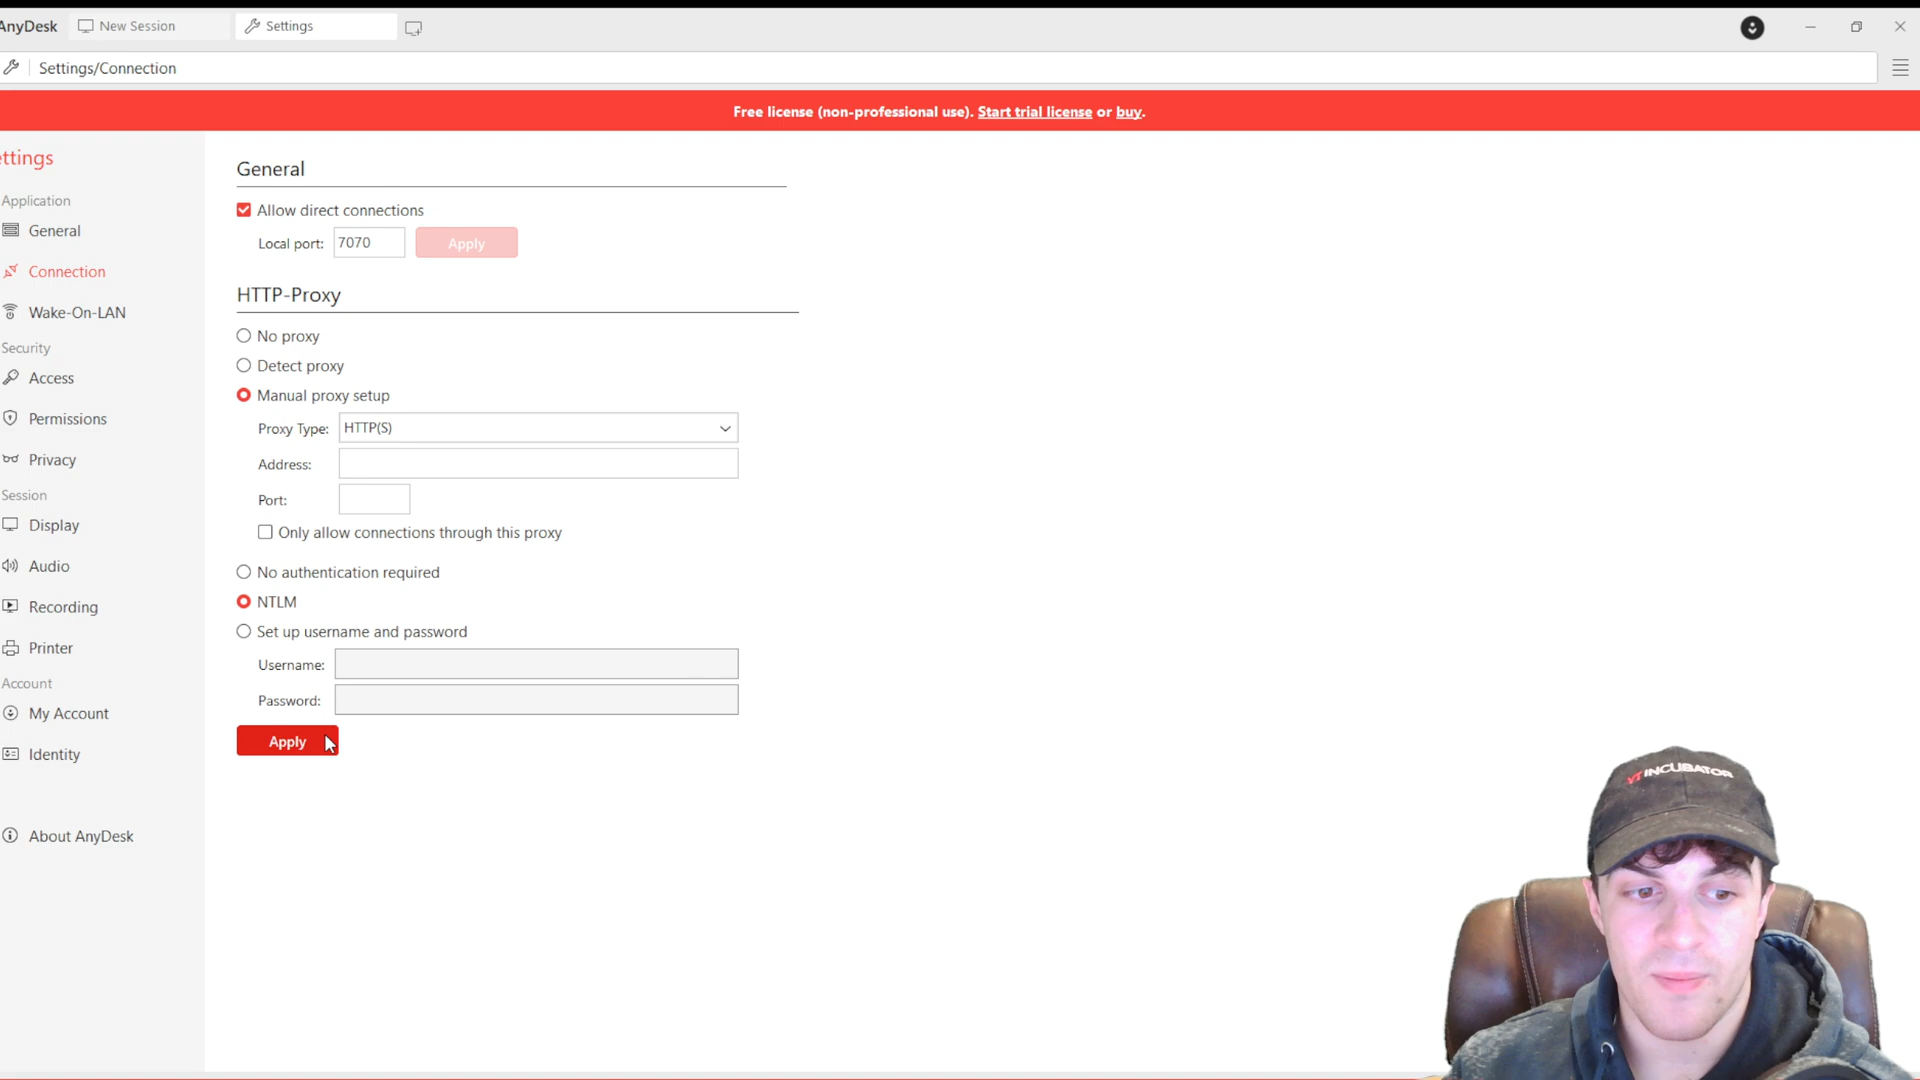 AnyDesk
New Session
Settings
Settings/Connection
Free license (non-professional use). Start trial license or buy.
ettings
Application
General
Connection
Wake-On-LAN
Security
Access
Permissions
Privacy
Session
Display
Audio
Recording
Printer
Account
My Account
Identity
About AnyDesk
General
Allow direct connections
Local port: 7070 Apply
HTTP-Proxy
No proxy
Detect proxy
Manual proxy setup
Proxy Type: HTTP(S)
Address:
Port:
Only allow connections through this proxy
No authentication required
NTLM
Set up username and password
Username:
Password:
Apply
YT INCUBATOR